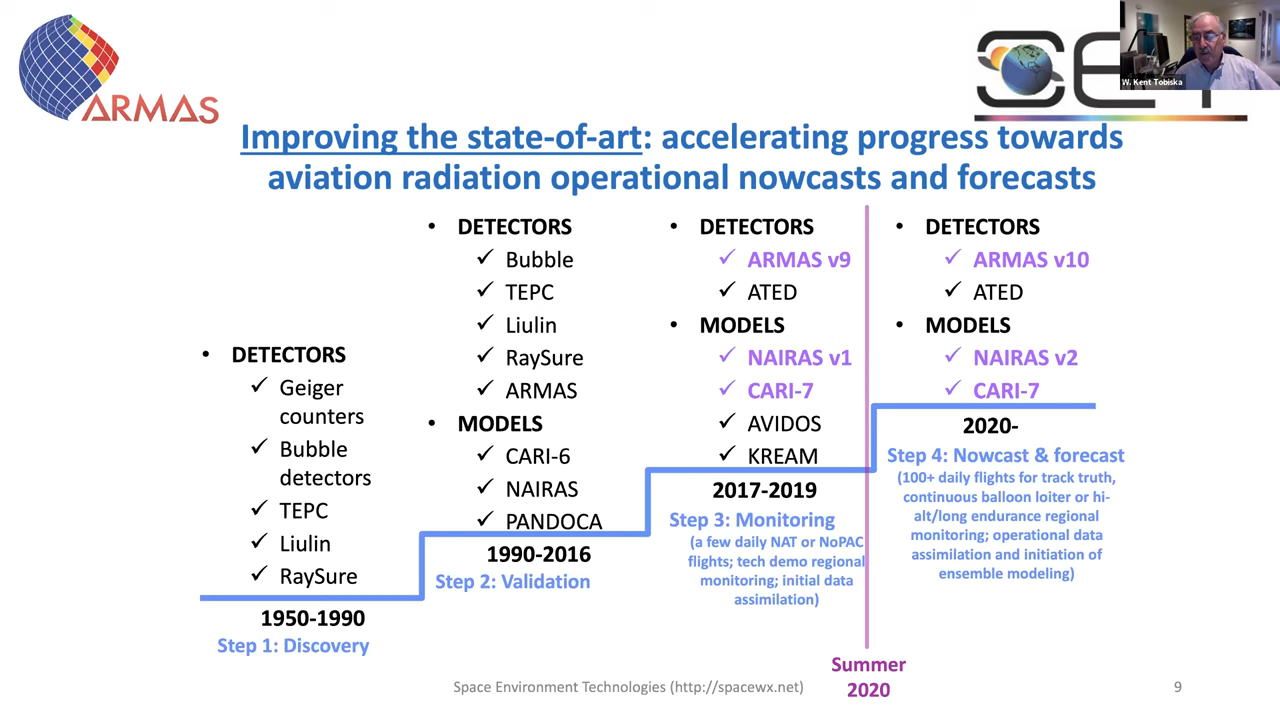 ARMAS
SET
W. Kent Tobiska
Improving the state-of-art: accelerating progress towards
aviation radiation operational nowcasts and forecasts
• DETECTORS
✓ Geiger
counters
✓ Bubble
detectors
✓ TEPC
✓ Liulin
✓ RaySure
1950-1990
Step 1: Discovery
• DETECTORS
✓ Bubble
✓ TEPC
✓ Liulin
✓ RaySure
✓ ARMAS
• MODELS
✓ CARI-6
✓ NAIRAS
✓ PANDOCA
1990-2016
Step 2: Validation
• DETECTORS
✓ ARMAS v9
✓ ATED
• MODELS
✓ NAIRAS v1
✓ CARI-7
✓ AVIDOS
✓ KREAM
2017-2019
Step 3: Monitoring
(a few daily NAT or NoPAC
flights; tech demo regional
monitoring; initial data
assimilation)
• DETECTORS
✓ ARMAS v10
✓ ATED
• MODELS
✓ NAIRAS v2
✓ CARI-7
2020-
Step 4: Nowcast & forecast
(100+ daily flights for track truth,
continuous balloon loiter or hi-
alt/long endurance regional
monitoring; operational data
assimilation and initiation of
ensemble modeling)
Summer
2020
Space Environment Technologies (http://spacewx.net)
9